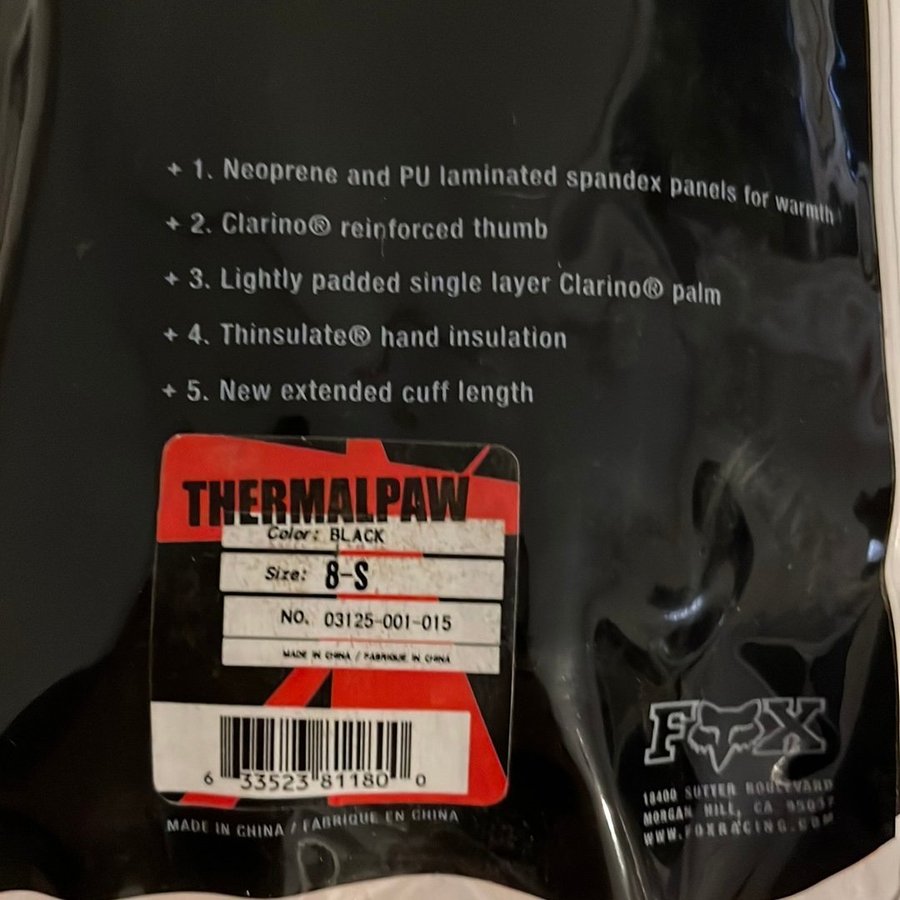 + 1. Neoprene and PU laminated spandex panels for warmth
+ 2. Clarino® reinforced thumb
+ 3. Lightly padded single layer Clarino® palm
+ 4. Thinsulate® hand insulation
+ 5. New extended cuff length
THERMALPAW
Color: BLACK
Size: 8-S
NO. 03125-001-015
MADE IN CHINA / FABRIQUE IN CHINA
6 33523 81180 0
MADE IN CHINA / FABRIQUE EN CHINA
FOX
18400 SUTTER BOULEVARD
MORGAN HILL, CA 95037
WWW.FOXRACING.COM